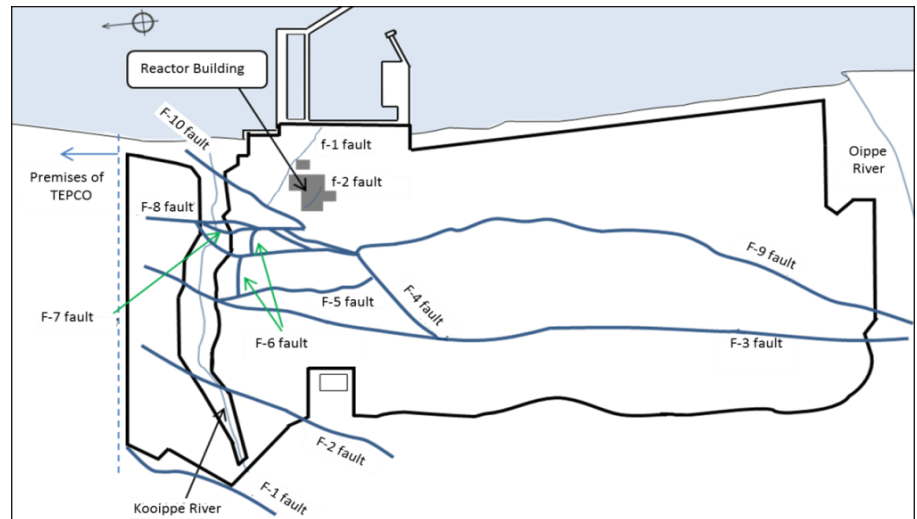 Reactor Building
F-10 fault
f-1 fault
f-2 fault
Oippe
River
Premises of
TEPCO
F-8 fault
F-9 fault
F-5 fault
F-4 fault
F-7 fault
F-6 fault
F-3 fault
F-2 fault
F-1 fault
Kooippe River